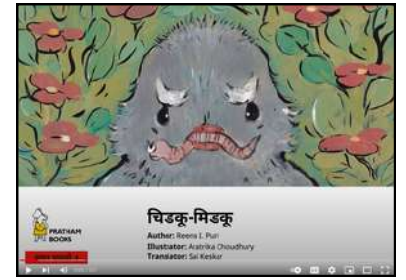 चिडकू-मिडकू
PRATHAM
BOOKS
Author: Reena I. Puri
Illustrator: Aratrika Choudhury
Translator: Sai Keskar